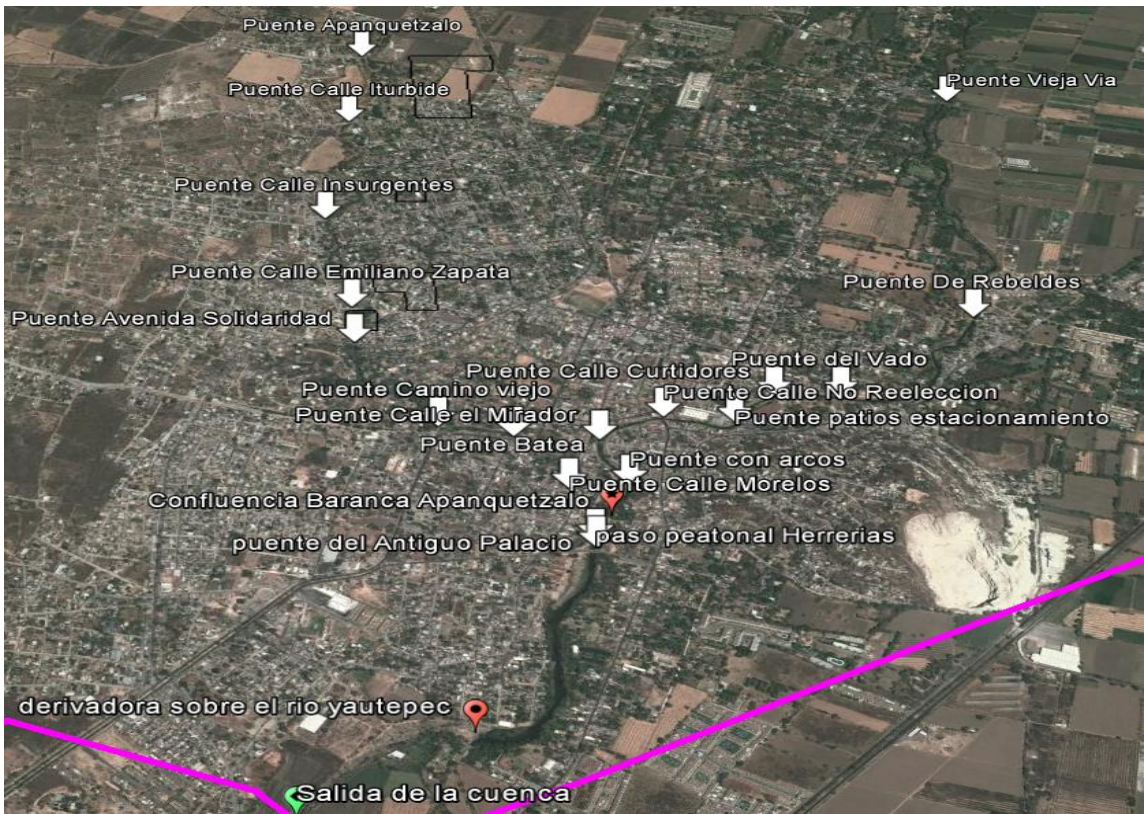 Puente Apanquetzalo
Puente Vieja Via
Puente Calle Iturbide
Puente Calle Insurgentes
Puente Calle Emiliano Zapata
Puente De Rebeldes
Puente Avenida Solidaridad
Puente del Vado
Puente Calle Curtidores
Puente Camino viejo
Puente Calle No Reeleccion
Puente Calle el Mirador
Puente patios estacionamiento
Puente Batea
Puente con arcos
Puente Calle Morelos
Confluencia Baranca Apanquetzalo
paso peatonal Herrerias
puente del Antiguo Palacio
derivadora sobre el rio yautepec
Salida de la cuenca